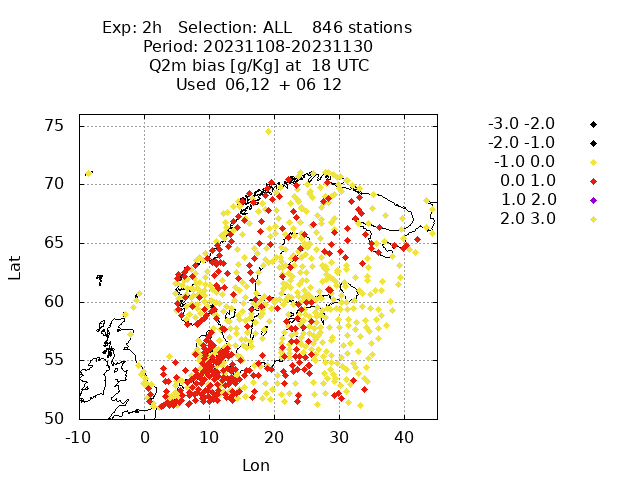 Exp: 2h   Selection: ALL    846 stations
Period: 20231108-20231130
Q2m bias [g/Kg] at  18 UTC
Used  06,12  + 06 12
-3.0 -2.0
-2.0 -1.0
-1.0 0.0
0.0 1.0
1.0 2.0
2.0 3.0
75
70
65
60
55
50
Lat
-10 0 10 20 30 40
Lon